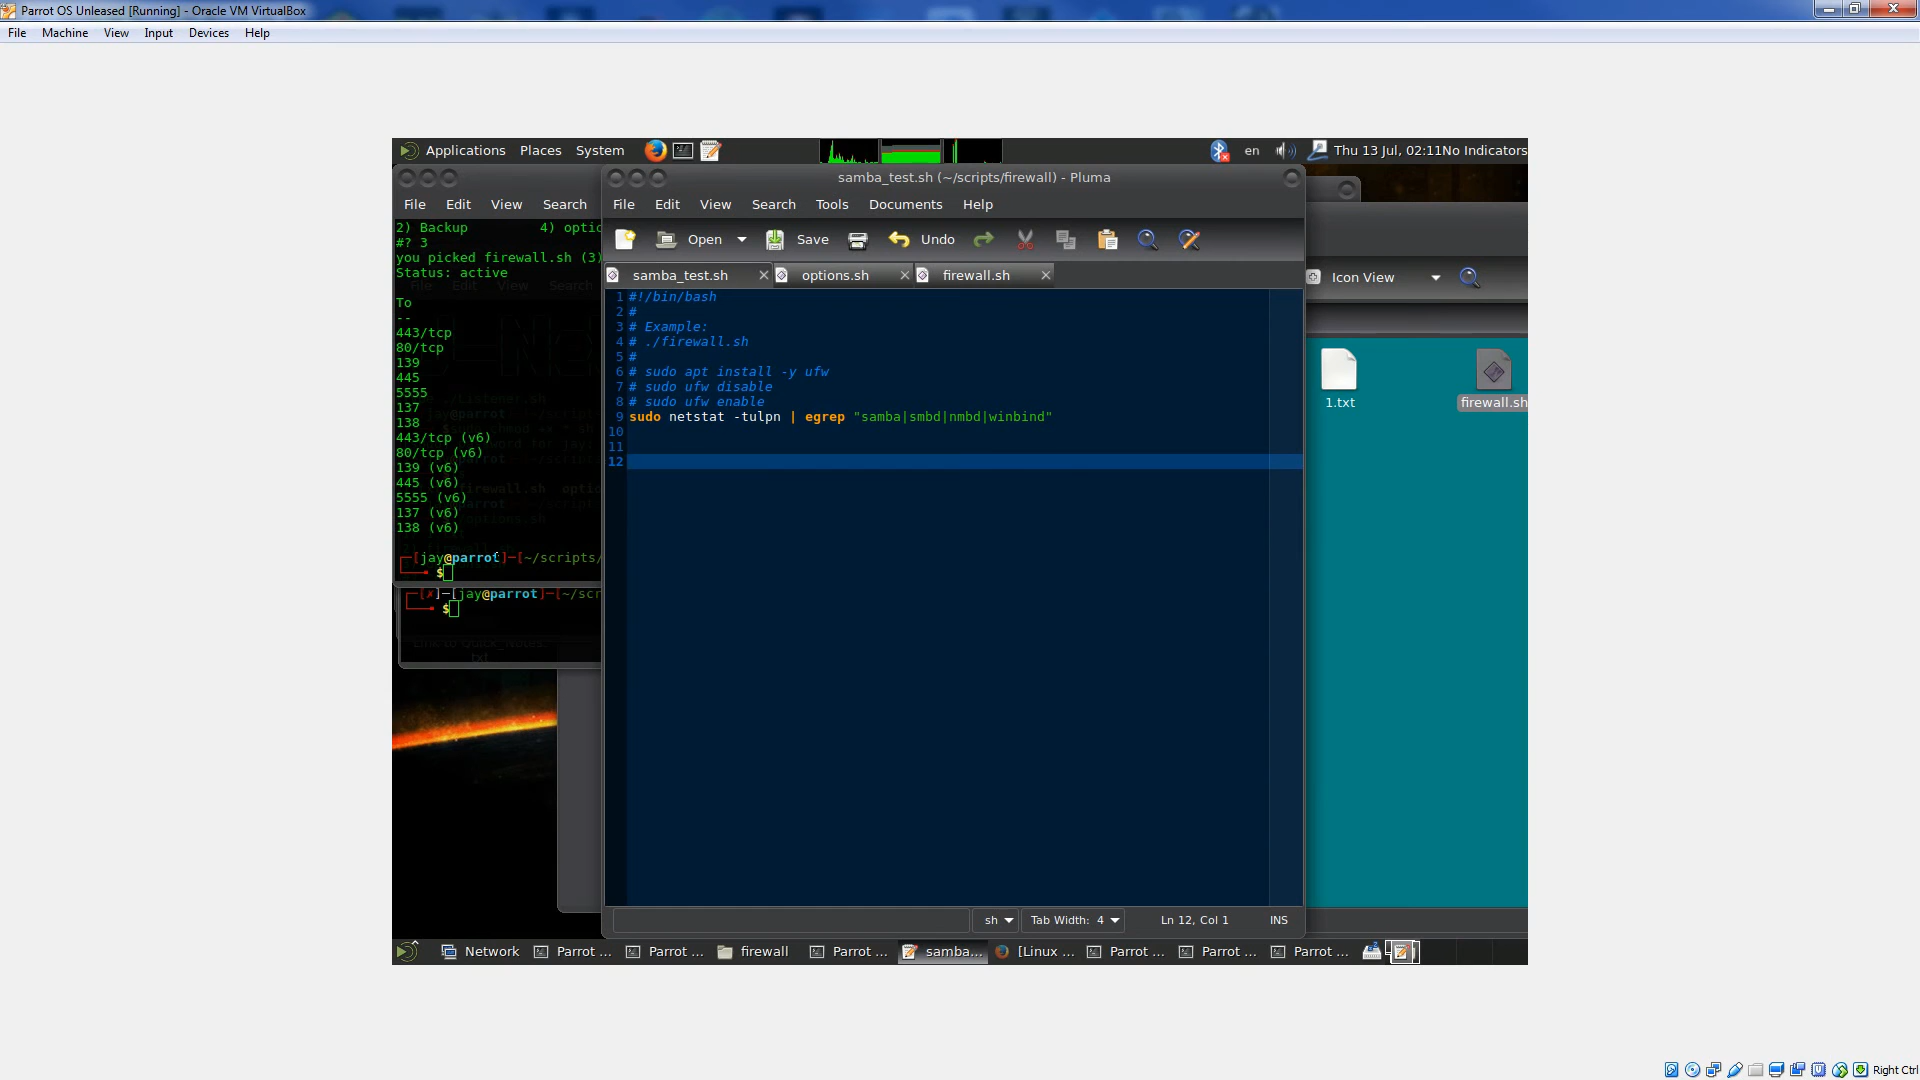 Parrot OS Unleased [Running] - Oracle VM VirtualBox
File Machine View Input Devices Help
Applications Places System
en
Thu 13 Jul, 02:11No Indicators
samba_test.sh (~/scripts/firewall) - Pluma
File Edit View Search
File Edit View Search Tools Documents Help
Open Save Undo
Icon View
samba_test.sh options.sh firewall.sh
2) Backup 4) optio
#? 3
you picked firewall.sh (3)
Status: active
To
--
443/tcp
80/tcp
139
445
5555
137
138
443/tcp (v6)
80/tcp (v6)
139 (v6)
445 (v6)
5555 (v6)
137 (v6)
138 (v6)
┌─[jay@parrot]─[~/scripts/
└──╼ $
┌─[✗]─[jay@parrot]─[~/scr
└──╼ $
1 #!/bin/bash
2 #
3 # Example:
4 # ./firewall.sh
5 #
6 # sudo apt install -y ufw
7 # sudo ufw disable
8 # sudo ufw enable
9 sudo netstat -tulpn | egrep "samba|smbd|nmbd|winbind"
10
11
12
1.txt
firewall.sh
sh Tab Width: 4 Ln 12, Col 1 INS
Network Parrot ... Parrot ... firewall Parrot ... samba... [Linux ... Parrot ... Parrot ... Parrot ...
Right Ctrl